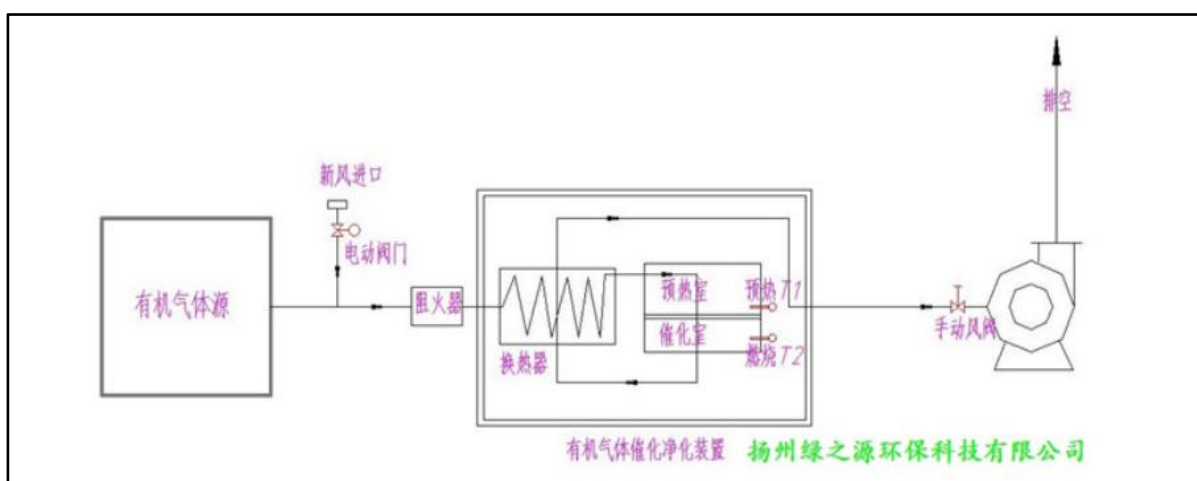 排空
新风进口
电动阀门
有机气体源
阻火器
换热器
预热室
预热T1
催化室
燃烧T2
手动风阀
有机气体催化净化装置
扬州绿之源环保科技有限公司